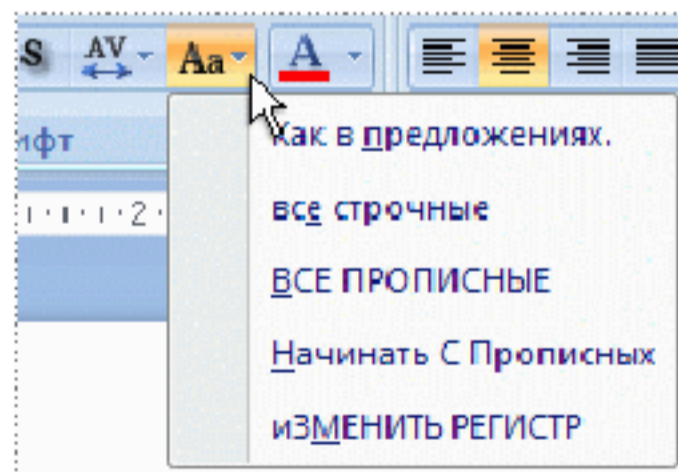 S AV Aa A
ифт
2
Как в предложениях.
все строчные
ВСЕ ПРОПИСНЫЕ
Начинать С Прописных
иЗМЕНИТЬ РЕГИСТР